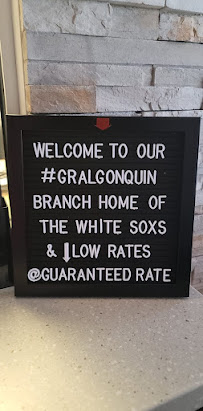 WELCOME TO OUR
#GRALGONQUIN
BRANCH HOME OF
THE WHITE SOXS
& ⬇LOW RATES
@GUARANTEED RATE